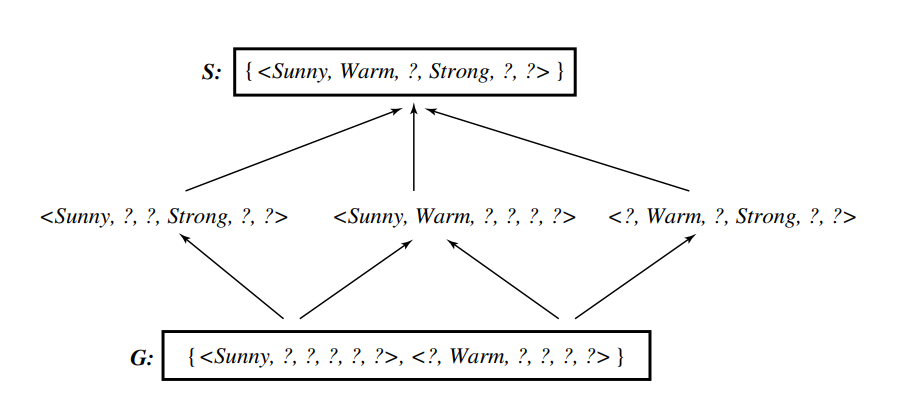 S: { <Sunny, Warm, ?, Strong, ?, ?> }
<Sunny, ?, ?, Strong, ?, ?> <Sunny, Warm, ?, ?, ?, ?> <?, Warm, ?, Strong, ?, ?>
G: { <Sunny, ?, ?, ?, ?, ?>, <?, Warm, ?, ?, ?, ?> }